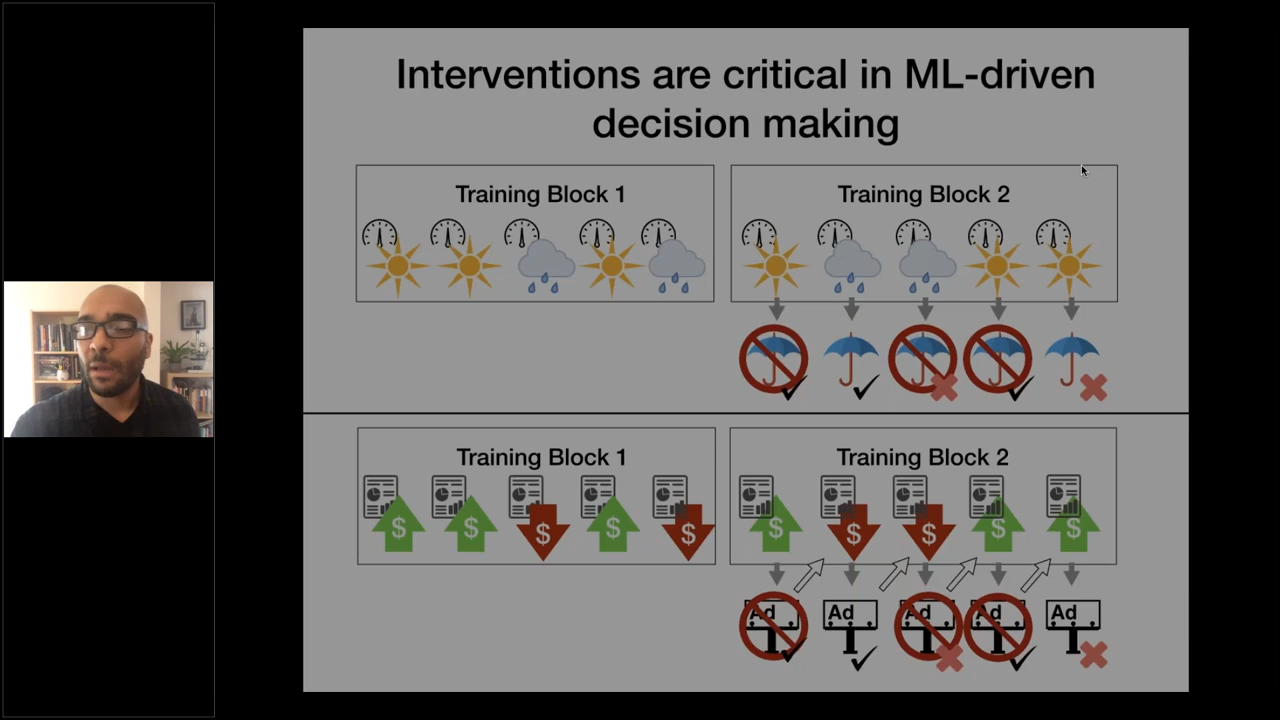 Interventions are critical in ML-driven
decision making
Training Block 1
Training Block 2
$
$
$
$
$
$
$
$
$
$
Ad
Ad
Ad
Ad
Ad
Training Block 1
Training Block 2